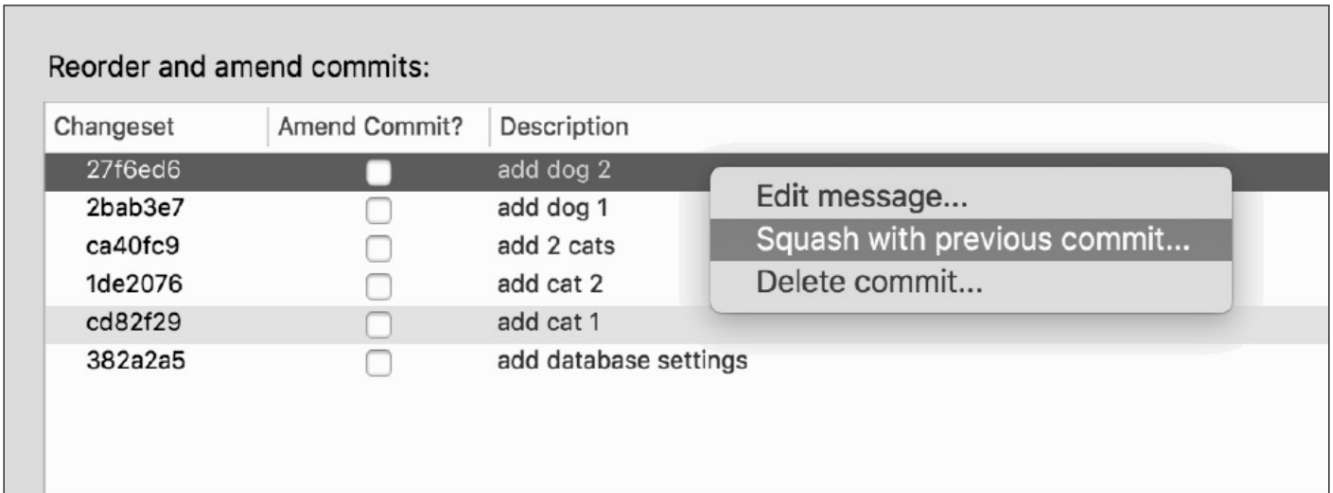 Reorder and amend commits:
Changeset Amend Commit? Description
27f6ed6 add dog 2
Edit message...
2bab3e7 add dog 1
Squash with previous commit...
ca40fc9 add 2 cats
Delete commit...
1de2076 add cat 2
cd82f29 add cat 1
382a2a5 add database settings